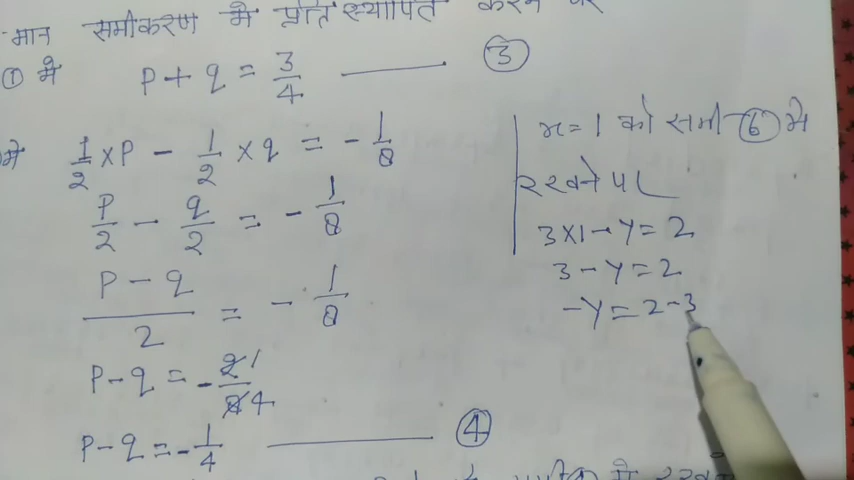 मान समीकरण में प्रतिस्थापित करने पर
① में p + q = 3/4 ——— ③
में 1/2 × p - 1/2 × q = - 1/8
p/2 - q/2 = - 1/8
p - q / 2 = - 1/8
p - q = - 2 1/8 4
p - q = - 1/4 ——— ④
x = 1 को समी ⑥ में
रखने पर
3×1 - y = 2
3 - y = 2
-y = 2 - 3